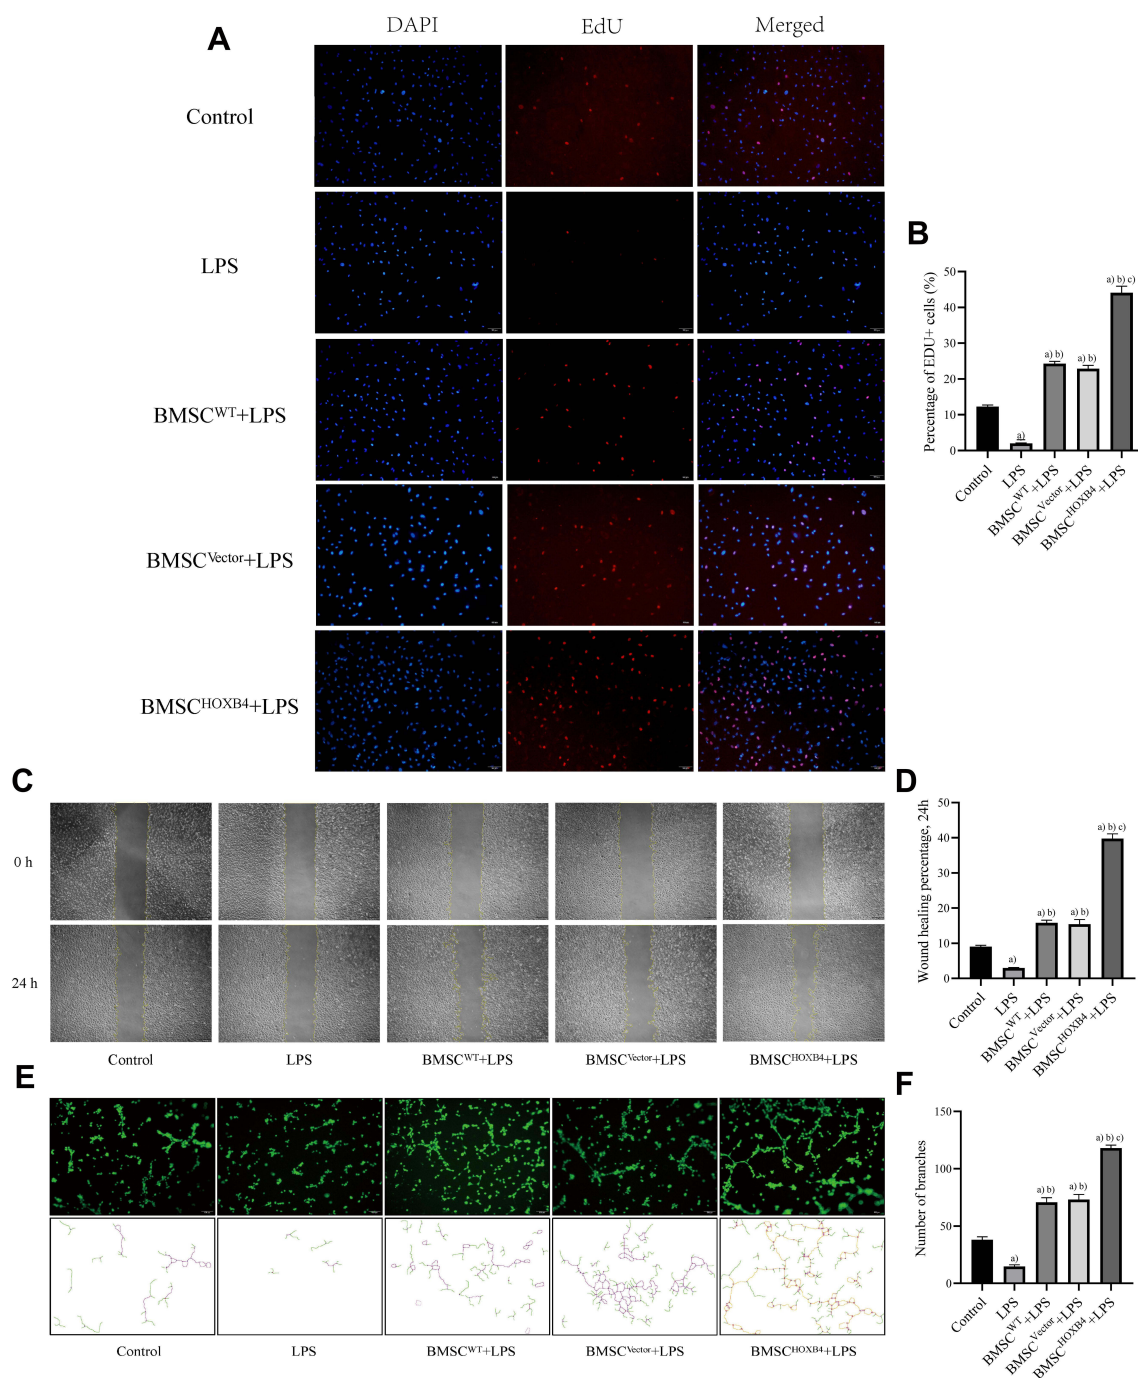 A
DAPI
EdU
Merged
Control
LPS
BMSCWT+LPS
BMSCVector+LPS
BMSCHOXB4+LPS
B
Percentage of EDU+ cells (%)
50
40
30
20
10
0
a)
a) b)
a) b)
a) b) c)
Control
LPS
BMSCWT+LPS
BMSCVector+LPS
BMSCHOXB4+LPS
C
0 h
24 h
Control
LPS
BMSCWT+LPS
BMSCVector+LPS
BMSCHOXB4+LPS
D
Wound healing percentage, 24h
50
40
30
20
10
0
a)
a) b)
a) b)
a) b) c)
Control
LPS
BMSCWT+LPS
BMSCVector+LPS
BMSCHOXB4+LPS
E
Control
LPS
BMSCWT+LPS
BMSCVector+LPS
BMSCHOXB4+LPS
F
Number of branches
150
100
50
0
a)
a) b)
a) b)
a) b) c)
Control
LPS
BMSCWT+LPS
BMSCVector+LPS
BMSCHOXB4+LPS